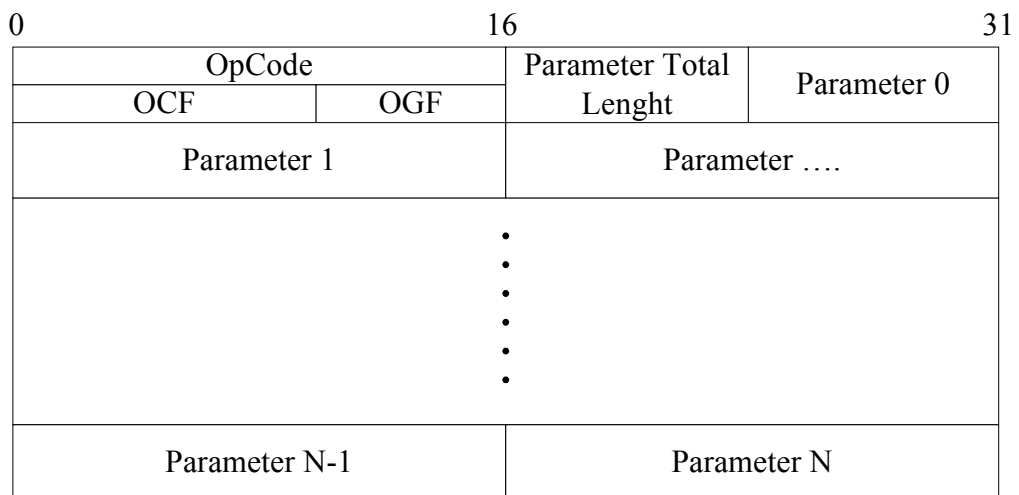 0 16 31
OpCode
OCF OGF
Parameter Total
Lenght
Parameter 0
Parameter 1 Parameter ….
Parameter N-1 Parameter N